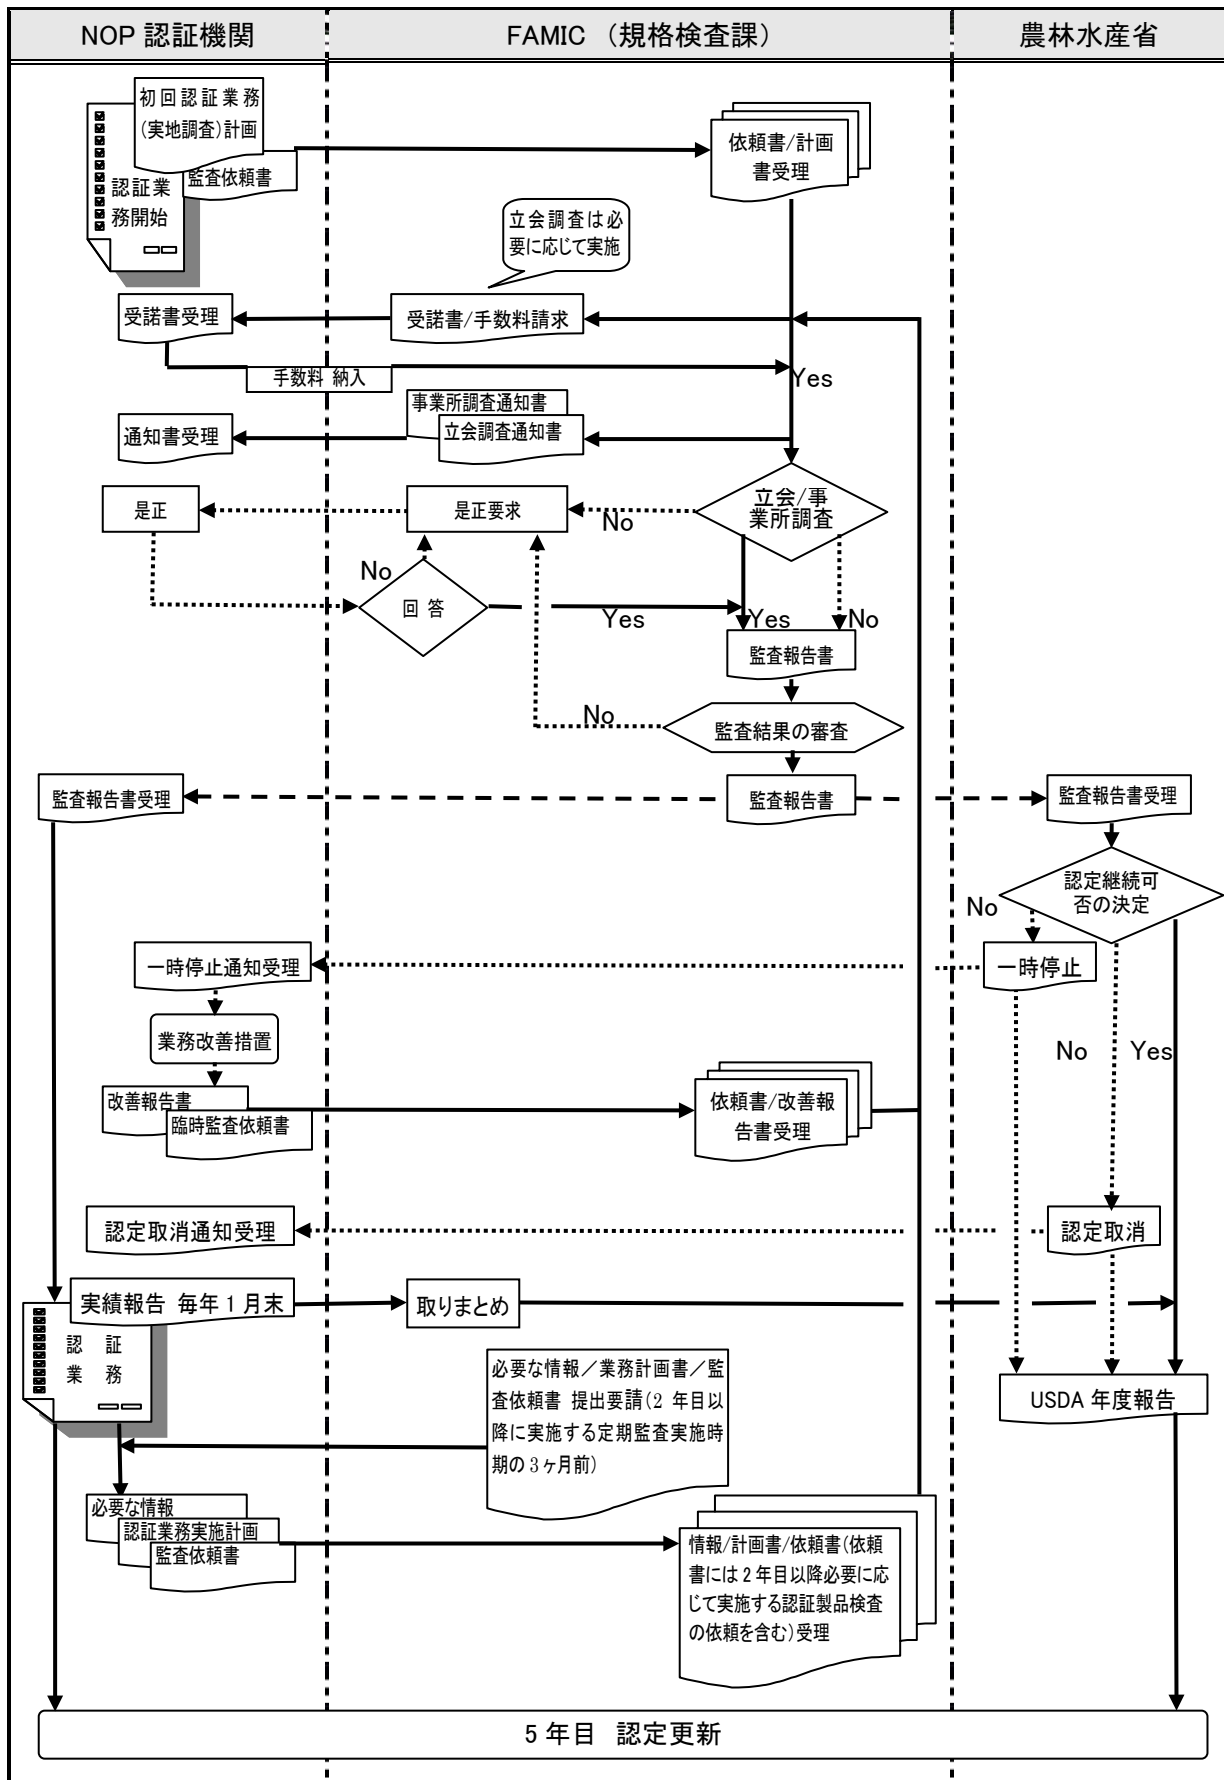 NOP 認証機関
FAMIC （規格検査課）
農林水産省
初回認証業務
(実地調査)計画
監査依頼書
認証業
務開始
依頼書/計画
書受理
立会調査は必
要に応じて実施
受諾書受理
受諾書/手数料請求
手数料 納入
Yes
事業所調査通知書
立会調査通知書
通知書受理
立会/事
業所調査
是正
是正要求
No
No
回 答
Yes
Yes
No
監査報告書
No
監査結果の審査
監査報告書受理
監査報告書
監査報告書受理
認定継続可
否の決定
No
一時停止通知受理
一時停止
業務改善措置
No
Yes
改善報告書
臨時監査依頼書
依頼書/改善報
告書受理
認定取消通知受理
認定取消
実績報告 毎年 1 月末
取りまとめ
認 証
業 務
必要な情報／業務計画書／監
査依頼書 提出要請(2 年目以
降に実施する定期監査実施時
期の 3 ヶ月前)
USDA 年度報告
必要な情報
認証業務実施計画
監査依頼書
情報/計画書/依頼書(依頼
書には 2 年目以降必要に応
じて実施する認証製品検査
の依頼を含む)受理
5 年目 認定更新